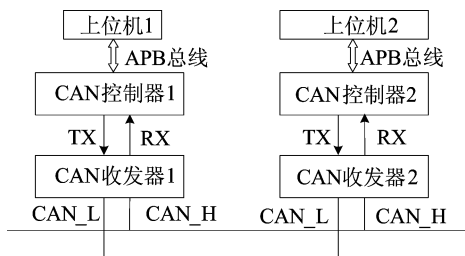 上位机1 上位机2
APB总线 APB总线
CAN控制器1 CAN控制器2
TX RX TX RX
CAN收发器1 CAN收发器2
CAN_L CAN_H CAN_L CAN_H